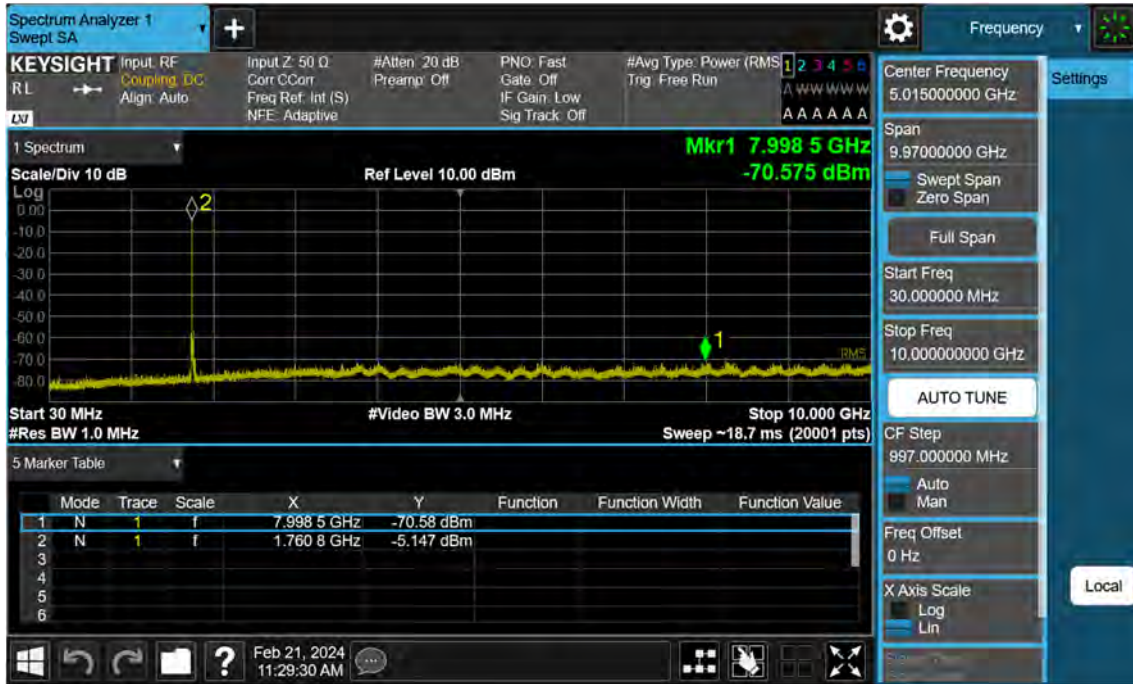 Spectrum Analyzer 1
Swept SA
+
Frequency
KEYSIGHT
RL
LXI
Input: RF
Coupling: DC
Align: Auto
Input Z: 50 Ω
Corr CCorr
Freq Ref: Int (S)
NFE: Adaptive
#Atten: 20 dB
Preamp: Off
PNO: Fast
Gate: Off
IF Gain: Low
Sig Track: Off
#Avg Type: Power (RMS
Trig: Free Run
1 2 3 4 5 6
A W W W W W
A A A A A A
1 Spectrum
Scale/Div 10 dB
Ref Level 10.00 dBm
Mkr1 7.998 5 GHz
-70.575 dBm
Log
0.00
-10.0
-20.0
-30.0
-40.0
-50.0
-60.0
-70.0
-80.0
2
1
RMS
Start 30 MHz
#Video BW 3.0 MHz
Stop 10.000 GHz
#Res BW 1.0 MHz
Sweep ~18.7 ms (20001 pts)
5 Marker Table
Mode Trace Scale X Y Function Function Width Function Value
1 N 1 f 7.998 5 GHz -70.58 dBm
2 N 1 f 1.760 8 GHz -5.147 dBm
3
4
5
6
?
Feb 21, 2024
11:29:30 AM
Center Frequency
5.015000000 GHz
Settings
Span
9.97000000 GHz
Swept Span
Zero Span
Full Span
Start Freq
30.000000 MHz
Stop Freq
10.000000000 GHz
AUTO TUNE
CF Step
997.000000 MHz
Auto
Man
Freq Offset
0 Hz
X Axis Scale
Log
Lin
Local